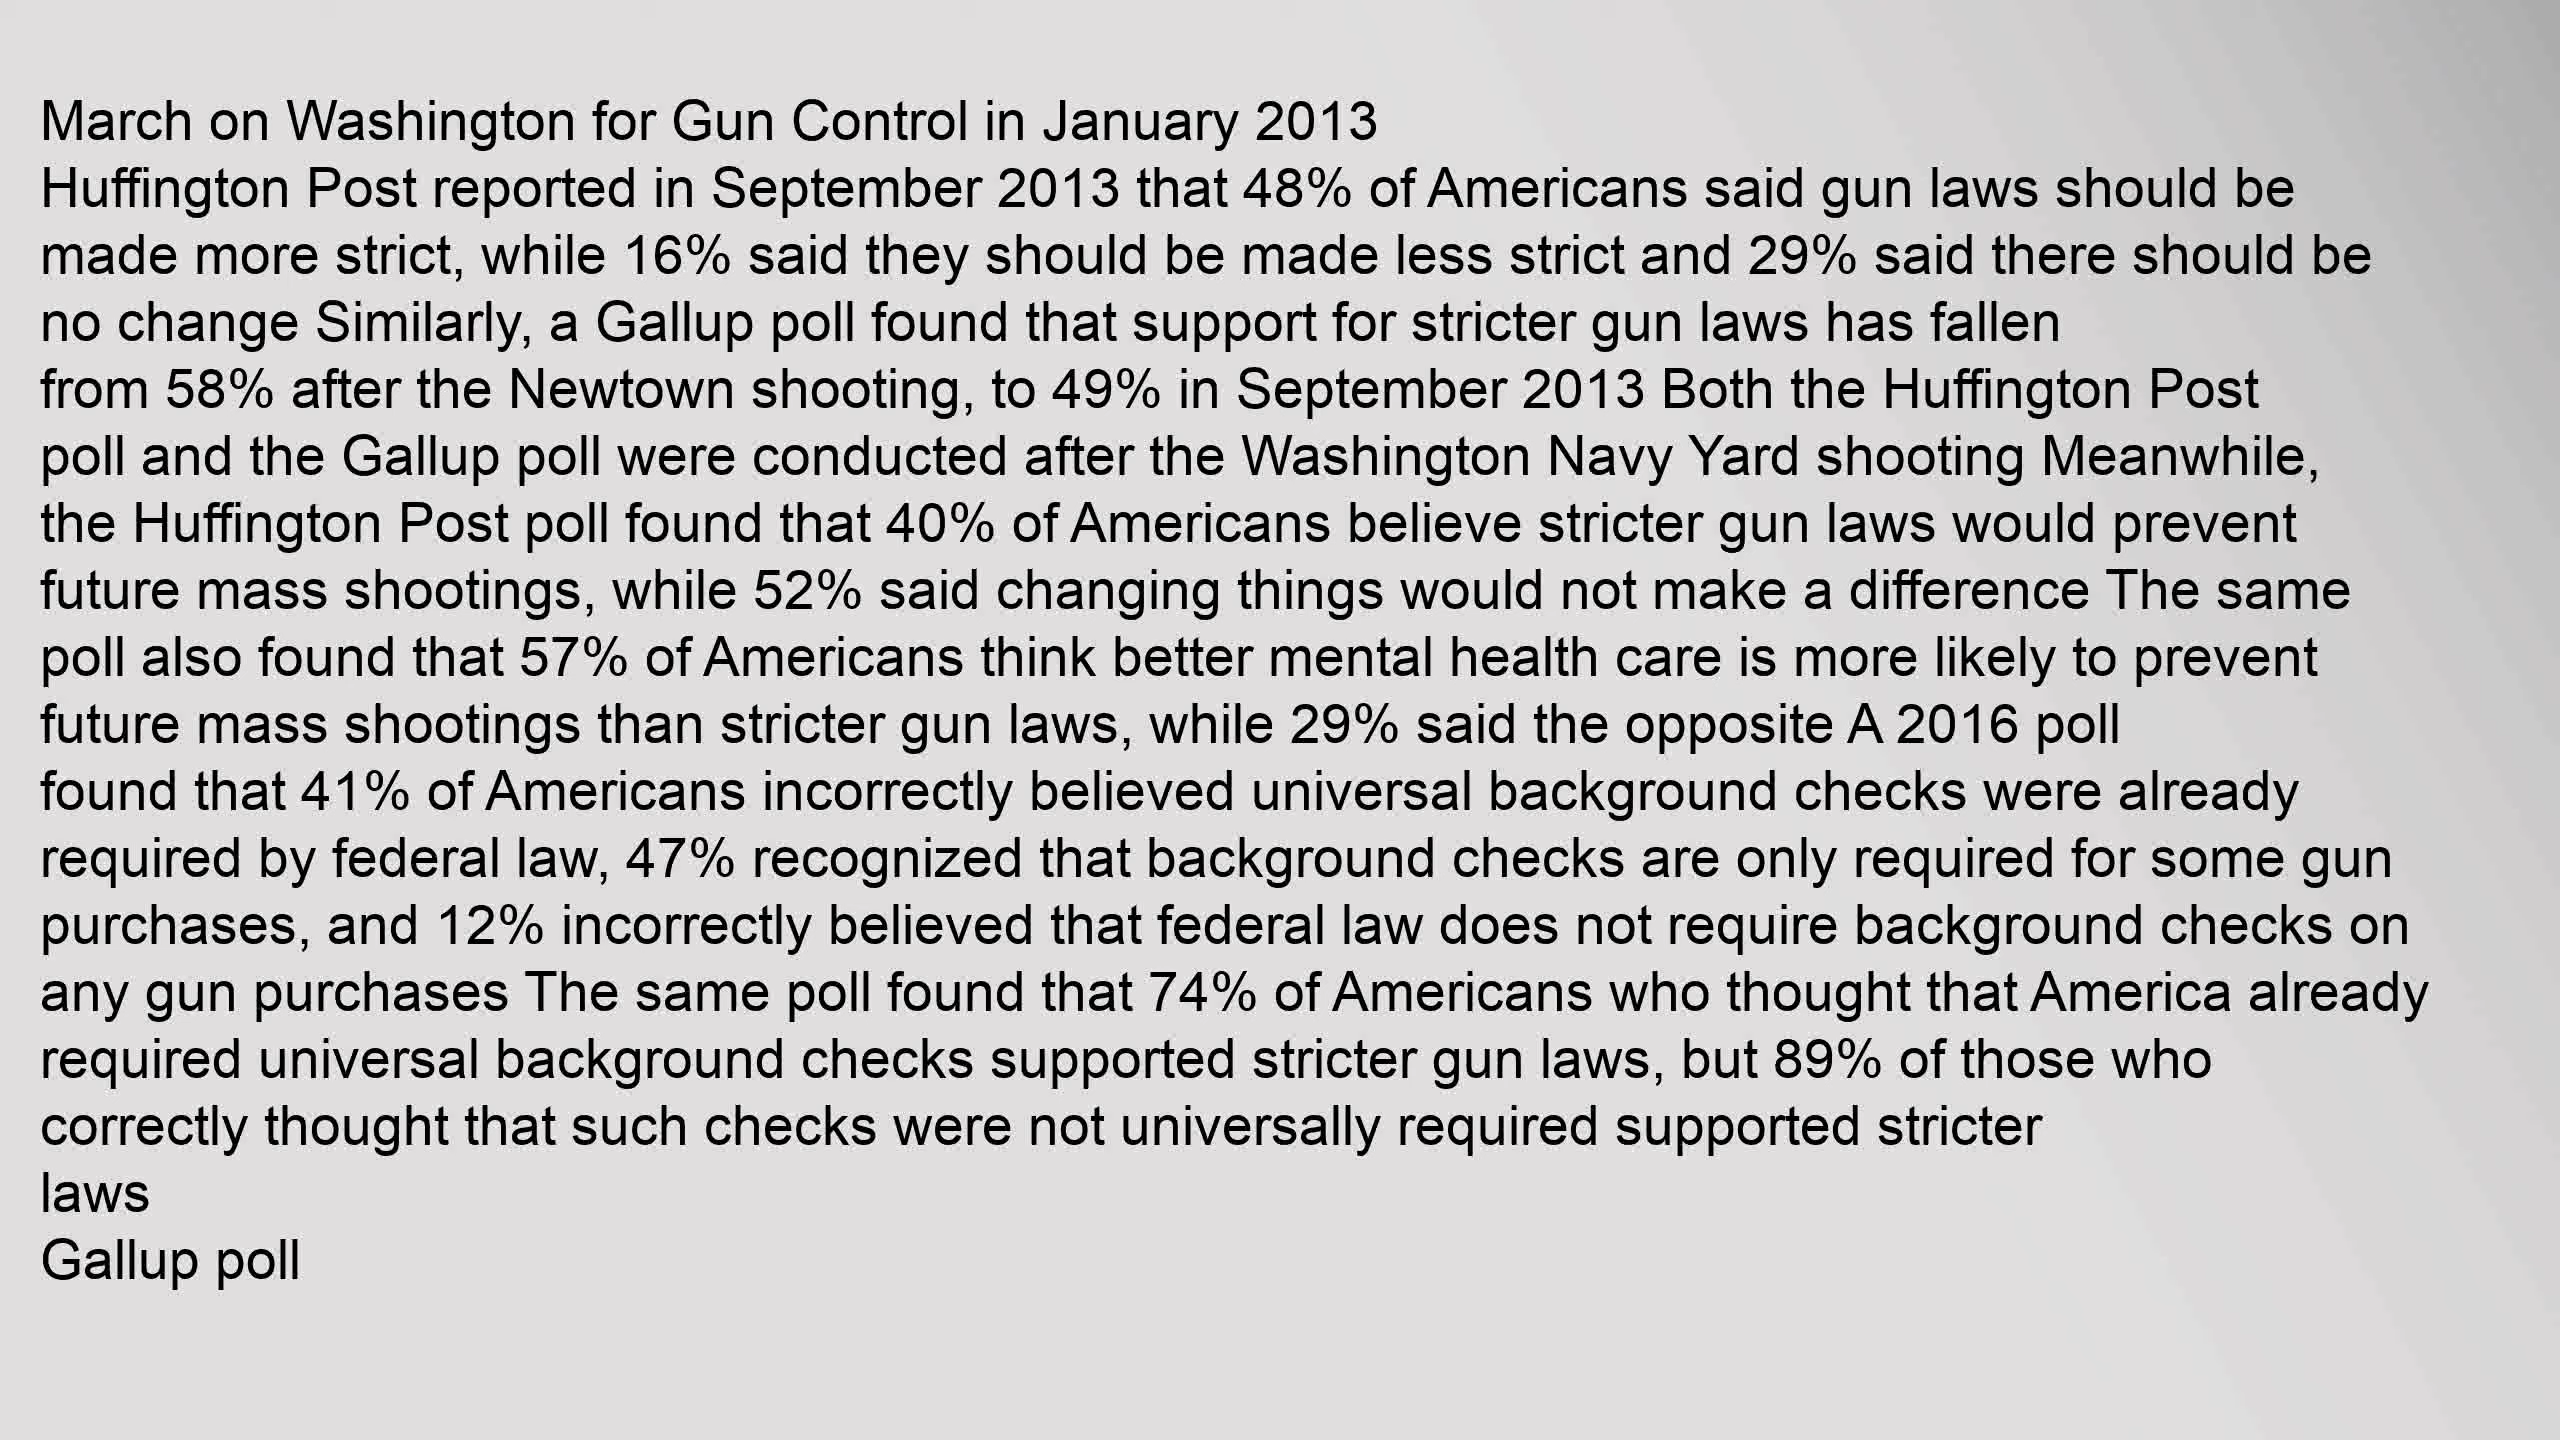 March on Washington for Gun Control in January 2013
Huffington Post reported in September 2013 that 48% of Americans said gun laws should be
made more strict, while 16% said they should be made less strict and 29% said there should be
no change Similarly, a Gallup poll found that support for stricter gun laws has fallen
from 58% after the Newtown shooting, to 49% in September 2013 Both the Huffington Post
poll and the Gallup poll were conducted after the Washington Navy Yard shooting Meanwhile,
the Huffington Post poll found that 40% of Americans believe stricter gun laws would prevent
future mass shootings, while 52% said changing things would not make a difference The same
poll also found that 57% of Americans think better mental health care is more likely to prevent
future mass shootings than stricter gun laws, while 29% said the opposite A 2016 poll
found that 41% of Americans incorrectly believed universal background checks were already
required by federal law, 47% recognized that background checks are only required for some gun
purchases, and 12% incorrectly believed that federal law does not require background checks on
any gun purchases The same poll found that 74% of Americans who thought that America already
required universal background checks supported stricter gun laws, but 89% of those who
correctly thought that such checks were not universally required supported stricter
laws
Gallup poll